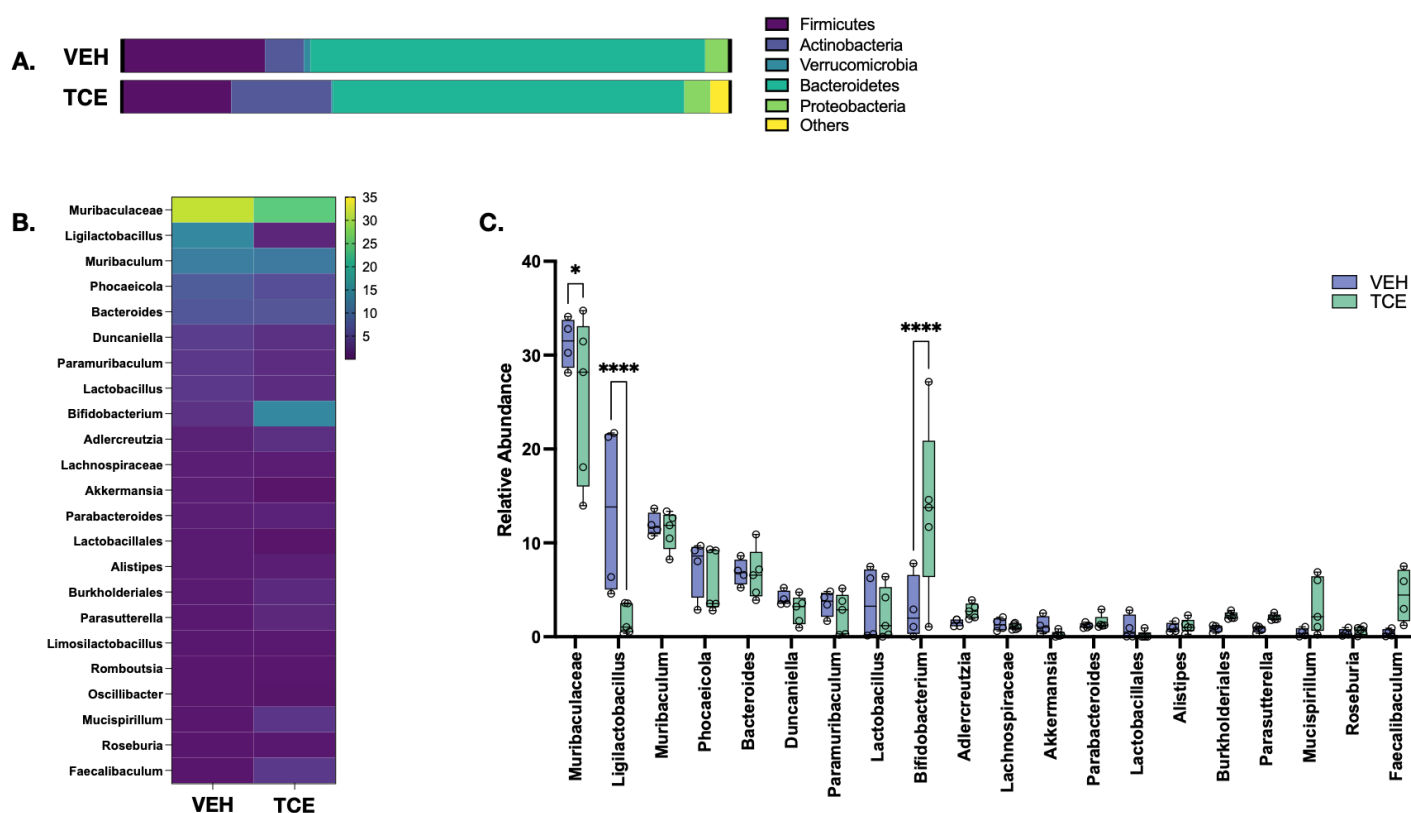 A.
VEH
TCE
Firmicutes
Actinobacteria
Verrucomicrobia
Bacteroidetes
Proteobacteria
Others
B.
Muribaculaceae
Ligilactobacillus
Muribaculum
Phocaeicola
Bacteroides
Duncaniella
Paramuribaculum
Lactobacillus
Bifidobacterium
Adlercreutzia
Lachnospiraceae
Akkermansia
Parabacteroides
Lactobacillales
Alistipes
Burkholderiales
Parasutterella
Limosilactobacillus
Romboutsia
Oscillibacter
Mucispirillum
Roseburia
Faecalibaculum
VEH TCE
35
30
25
20
15
10
5
C.
Relative Abundance
40
30
20
10
0
*
****
****
VEH
TCE
Muribaculaceae
Ligilactobacillus
Muribaculum
Phocaeicola
Bacteroides
Duncaniella
Paramuribaculum
Lactobacillus
Bifidobacterium
Adlercreutzia
Lachnospiraceae
Akkermansia
Parabacteroides
Lactobacillales
Alistipes
Burkholderiales
Parasutterella
Mucispirillum
Roseburia
Faecalibaculum